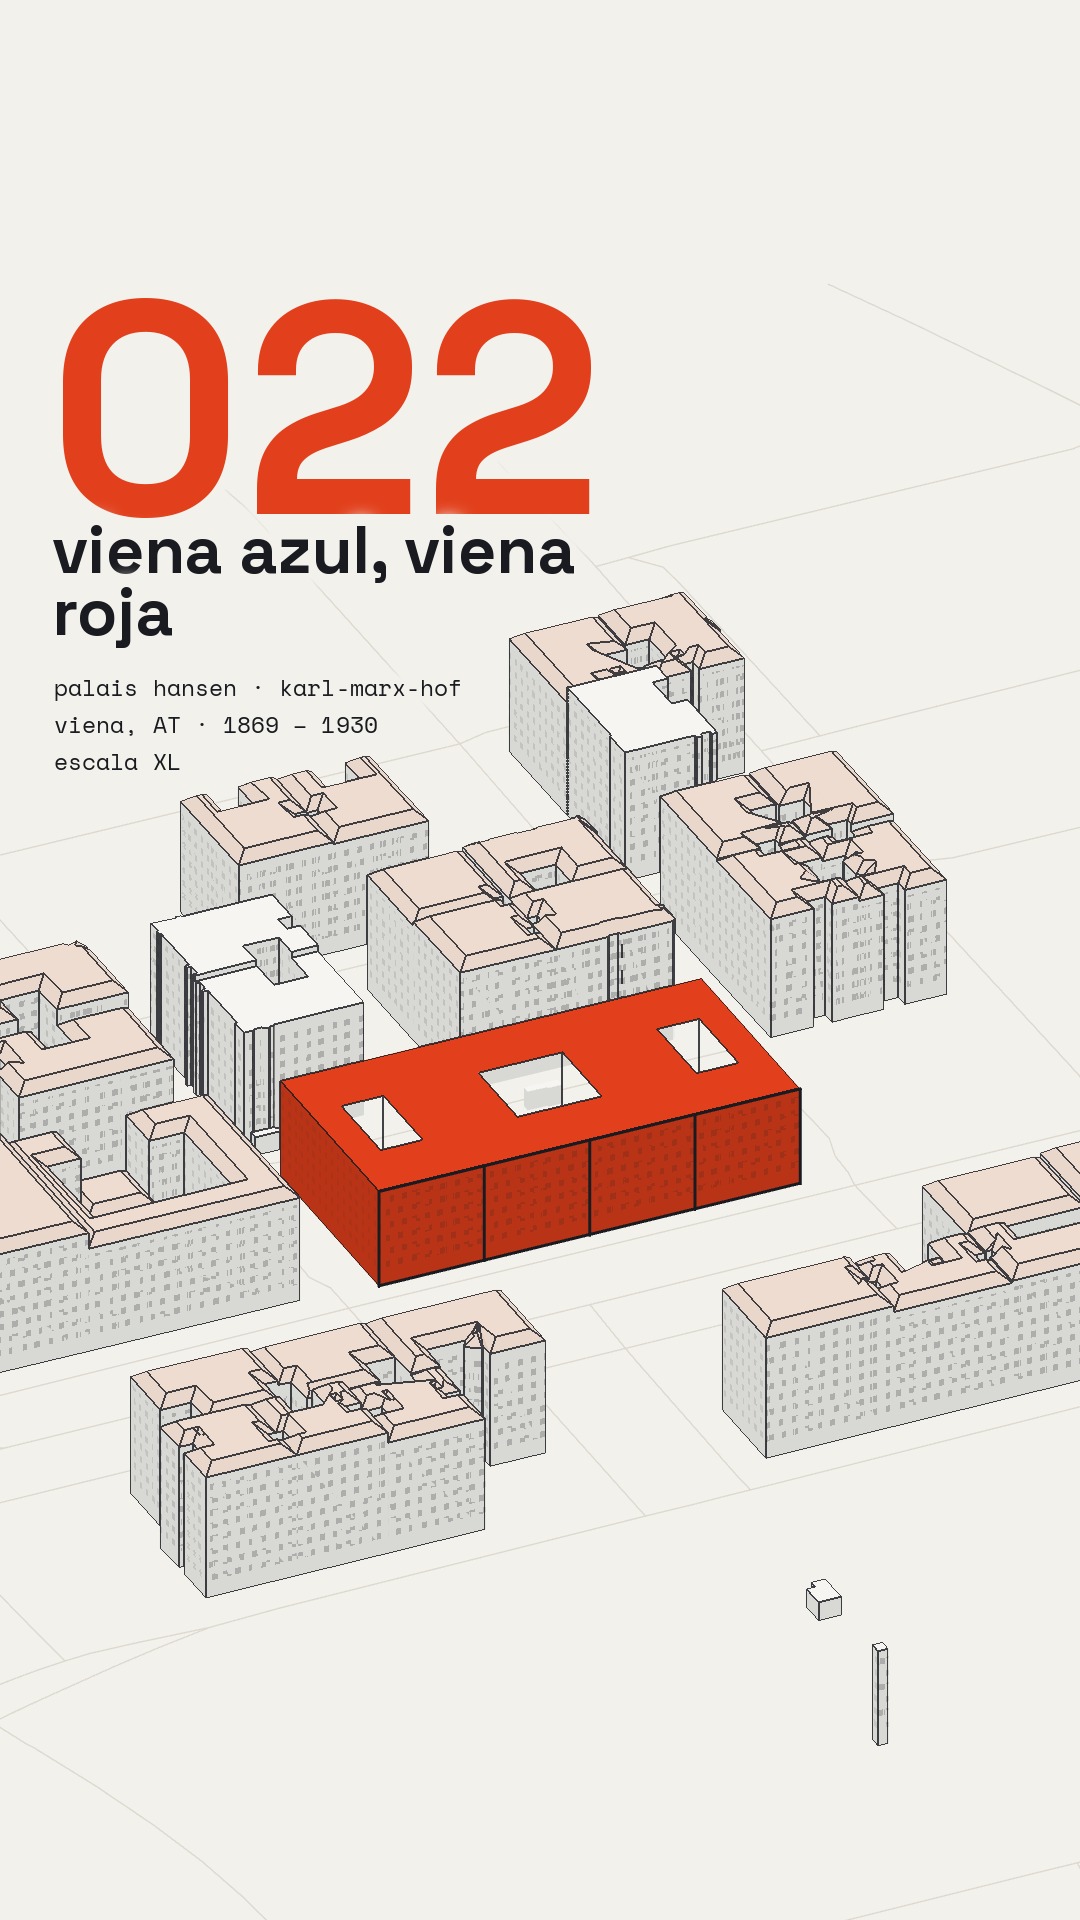 022
viena azul, viena
roja
palais hansen · karl-marx-hof
viena, AT · 1869 – 1930
escala XL